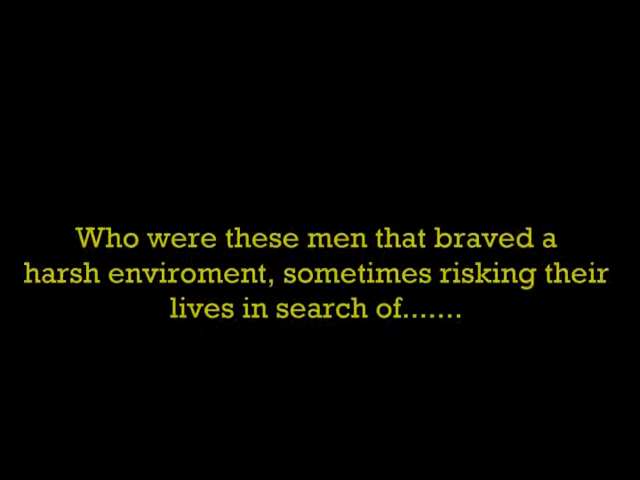 Who were these men that braved a
harsh enviroment, sometimes risking their
lives in search of.......